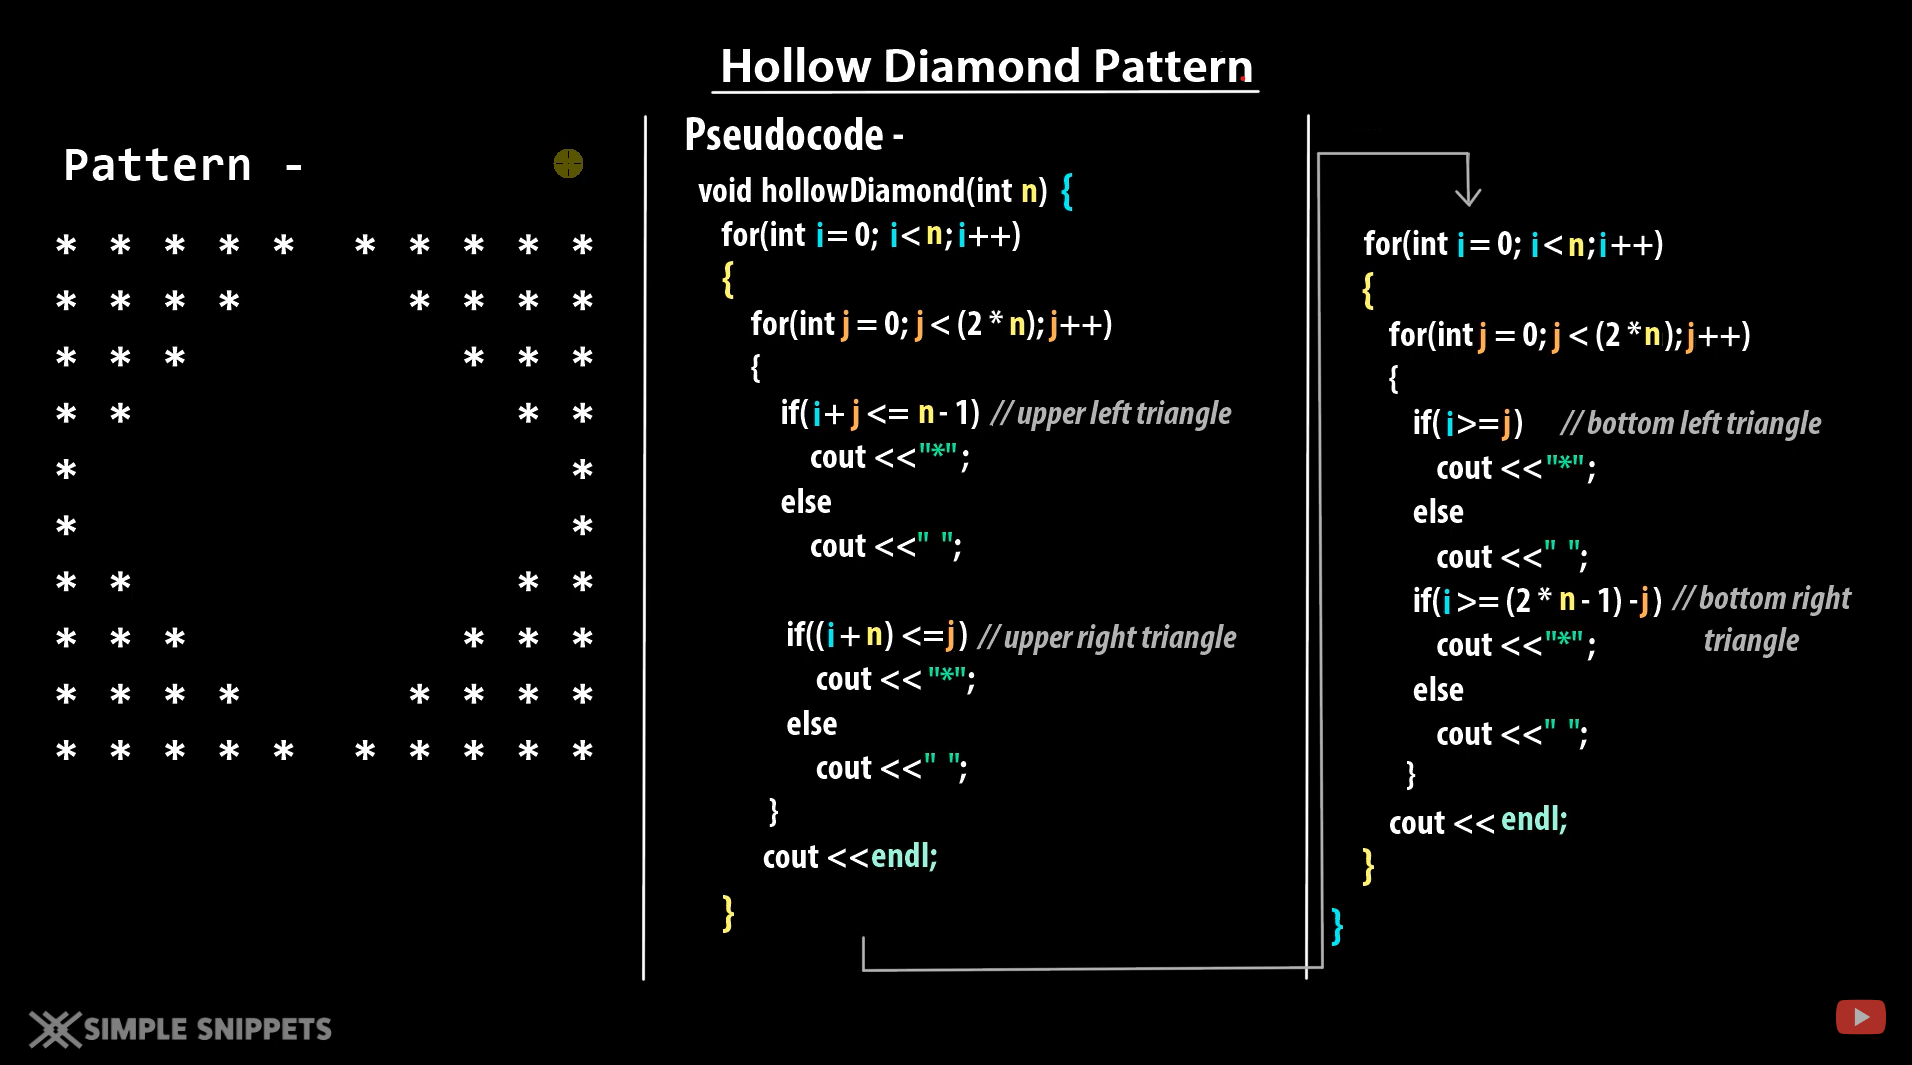 Hollow Diamond Pattern
Pattern -
* * * * * * * * * *
* * * * * * * *
* * * * * *
* * * *
* *
* *
* * * *
* * * * * *
* * * * * * * *
* * * * * * * * * *
Pseudocode -
void hollowDiamond(int n) {
for(int i = 0; i < n; i++)
{
for(int j = 0; j < (2 * n); j++)
{
if( i + j <= n - 1) // upper left triangle
cout <<"*" ;
else
cout <<" ";
if((i + n) <=j ) // upper right triangle
cout << "*";
else
cout <<" ";
}
cout <<endl;
}
for(int i = 0; i < n; i++)
{
for(int j = 0; j < (2 * n ); j++)
{
if( i >=j ) // bottom left triangle
cout <<"*" ;
else
cout <<" ";
if(i >= (2 * n - 1) -j ) // bottom right
triangle
cout <<"*" ;
else
cout <<" ";
}
cout << endl;
}
}
SIMPLE SNIPPETS